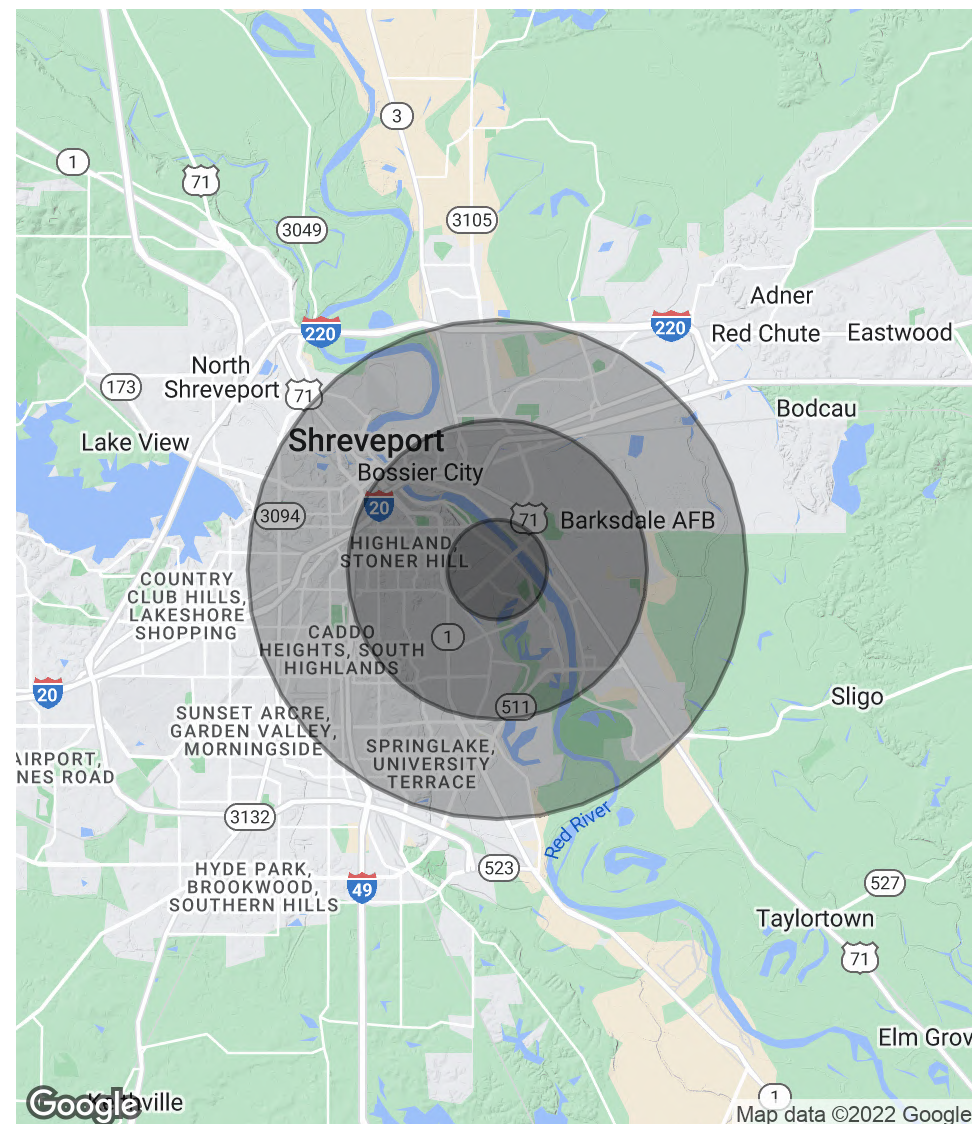 3
1
71
3049
3105
Adner
220
220
Red Chute
Eastwood
North
Shreveport
173
71
Bodcau
Shreveport
Lake View
Bossier City
20
3094
71
Barksdale AFB
HIGHLAND,
STONER HILL
COUNTRY
CLUB HILLS,
LAKESHORE
SHOPPING
CADDO
HEIGHTS, SOUTH
HIGHLANDS
1
20
Sligo
511
SUNSET ARCRE,
GARDEN VALLEY,
MORNINGSIDE
SPRINGLAKE,
UNIVERSITY
TERRACE
AIRPORT,
NES ROAD
3132
Red River
523
HYDE PARK,
BROOKWOOD,
SOUTHERN HILLS
49
527
Taylortown
71
Elm Grov
1
Google
ville
Map data ©2022 Google